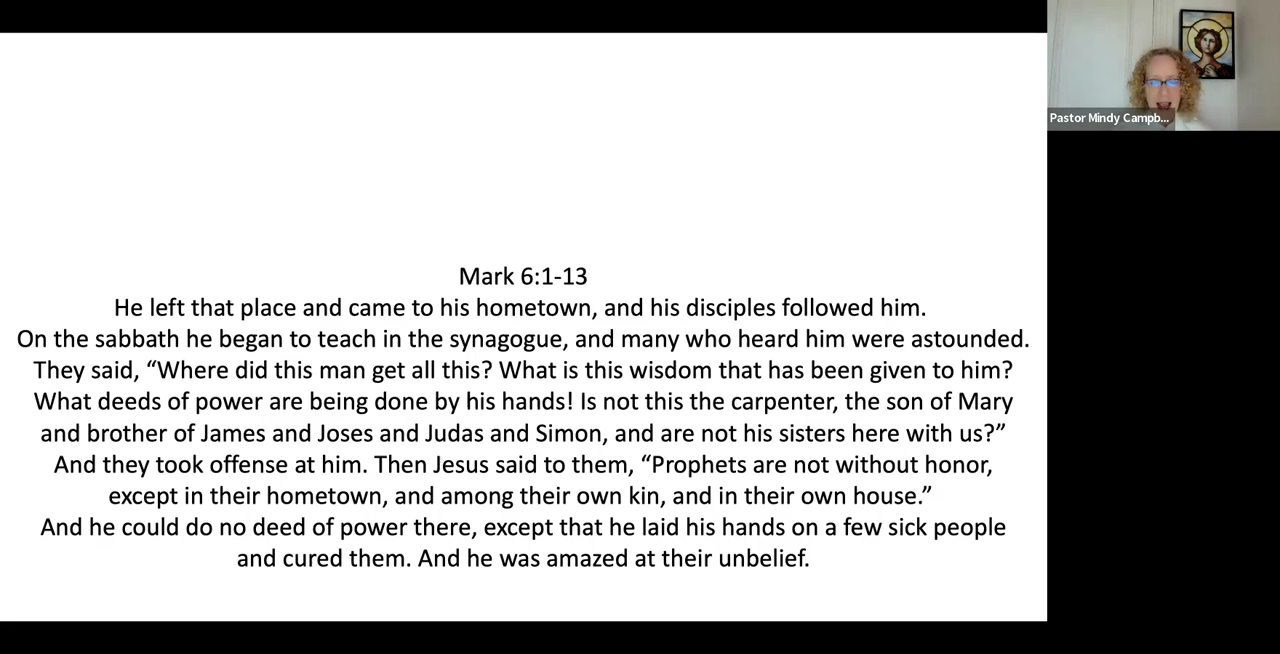 Mark 6:1-13
He left that place and came to his hometown, and his disciples followed him.
On the sabbath he began to teach in the synagogue, and many who heard him were astounded.
They said, “Where did this man get all this? What is this wisdom that has been given to him?
What deeds of power are being done by his hands! Is not this the carpenter, the son of Mary
and brother of James and Joses and Judas and Simon, and are not his sisters here with us?”
And they took offense at him. Then Jesus said to them, “Prophets are not without honor,
except in their hometown, and among their own kin, and in their own house.”
And he could do no deed of power there, except that he laid his hands on a few sick people
and cured them. And he was amazed at their unbelief.
Pastor Mindy Campb...